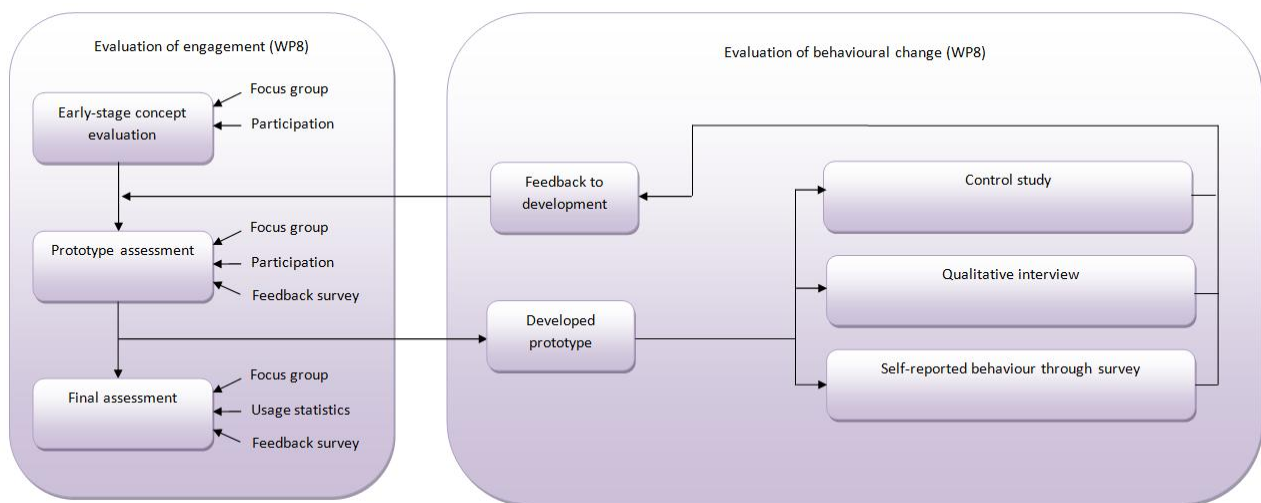 Evaluation of engagement (WP8)
Early-stage concept
evaluation
Focus group
Participation
Prototype assessment
Focus group
Participation
Feedback survey
Final assessment
Focus group
Usage statistics
Feedback survey
Evaluation of behavioural change (WP8)
Feedback to
development
Developed
prototype
Control study
Qualitative interview
Self-reported behaviour through survey